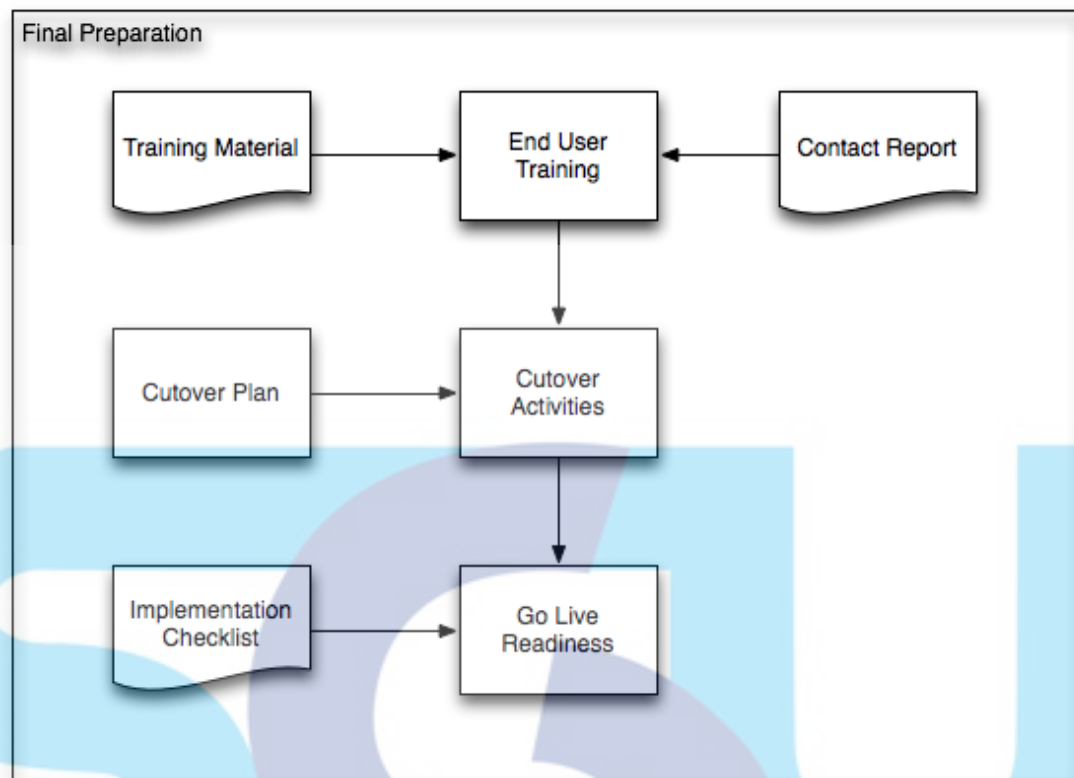 Final Preparation
Training Material
End User
Training
Contact Report
Cutover Plan
Cutover
Activities
Implementation
Checklist
Go Live
Readiness